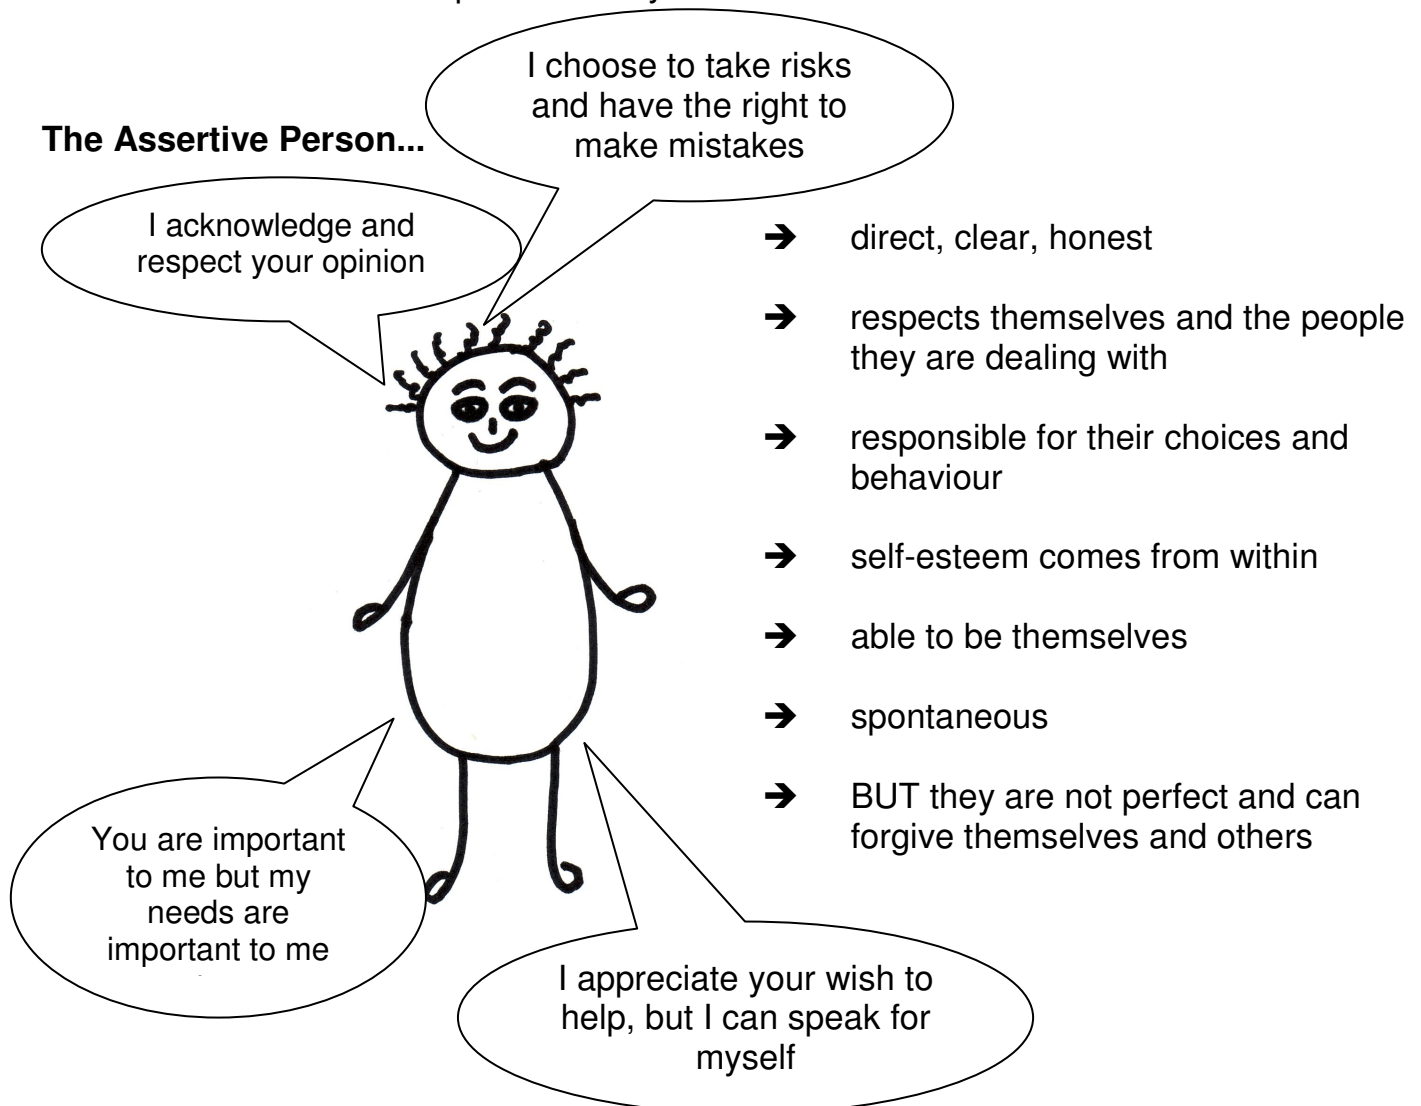 The Assertive Person...
I choose to take risks
and have the right to
make mistakes
I acknowledge and
respect your opinion
➔ direct, clear, honest
➔ respects themselves and the people
they are dealing with
➔ responsible for their choices and
behaviour
➔ self-esteem comes from within
➔ able to be themselves
➔ spontaneous
➔ BUT they are not perfect and can
forgive themselves and others
You are important
to me but my
needs are
important to me
I appreciate your wish to
help, but I can speak for
myself